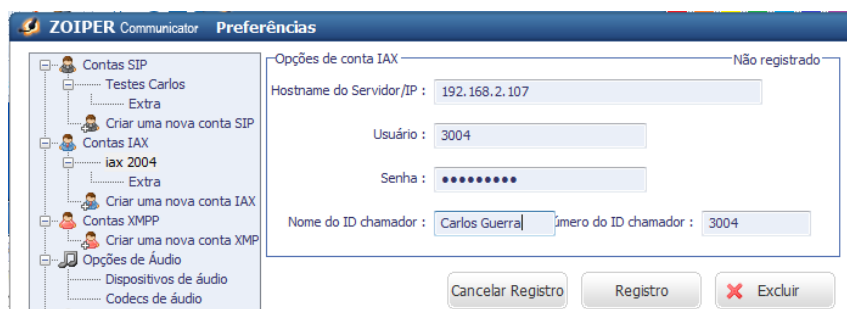 ZOIPER Communicator Preferências
Contas SIP
Testes Carlos
Extra
Criar uma nova conta SIP
Contas IAX
iax 2004
Extra
Criar uma nova conta IAX
Contas XMPP
Criar uma nova conta XMP
Opções de Áudio
Dispositivos de áudio
Codecs de áudio
Opções de conta IAX Não registrado
Hostname do Servidor/IP : 192.168.2.107
Usuário : 3004
Senha : •••••••••
Nome do ID chamador : Carlos Guerra úmero do ID chamador : 3004
Cancelar Registro Registro Excluir